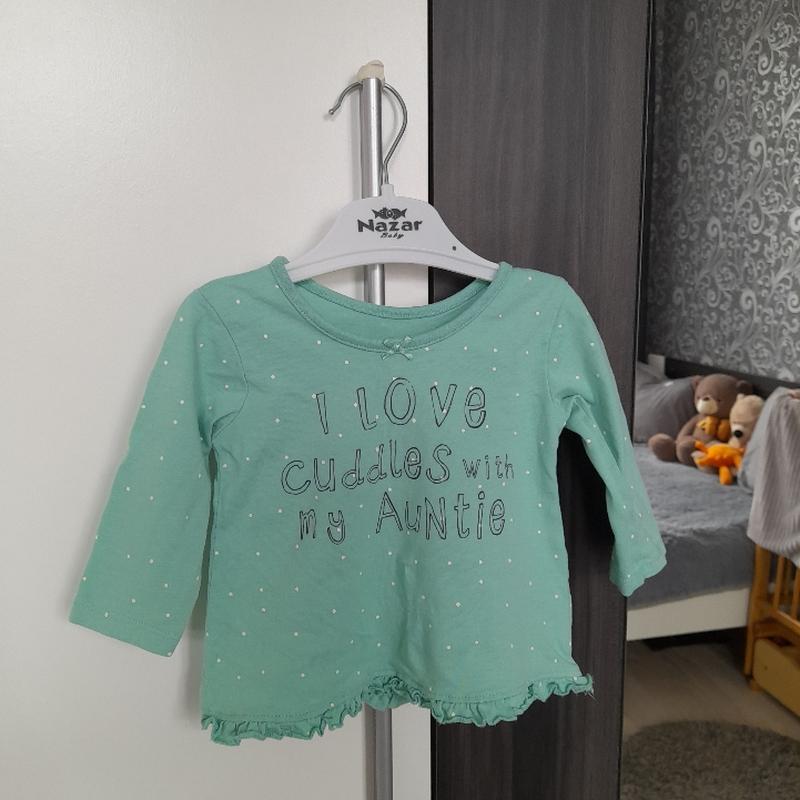 Nazar
Baby
I LOVE
cuddles with
my AuNtie